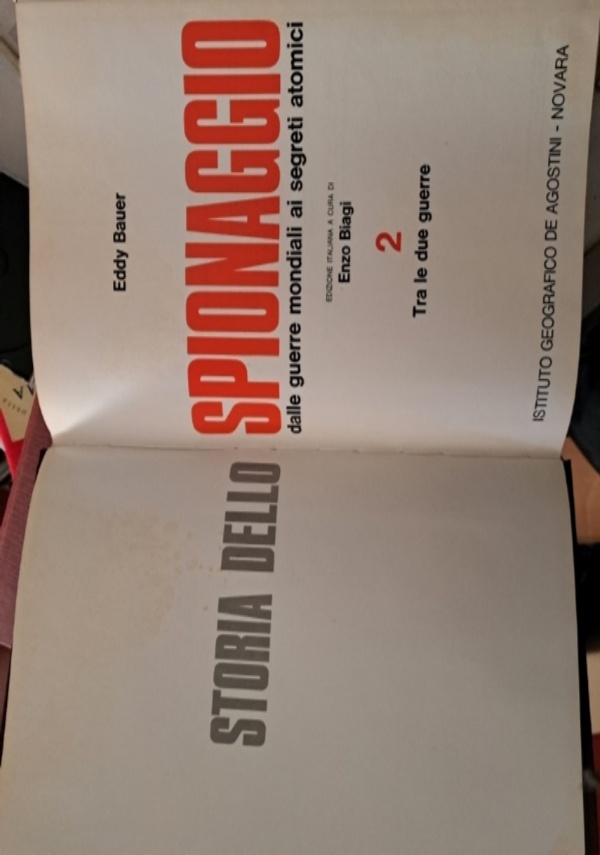 Eddy Bauer
STORIA DELLO SPIONAGGIO
dalle guerre mondiali ai segreti atomici
EDIZIONE ITALIANA A CURA DI
Enzo Biagi
2
Tra le due guerre
ISTITUTO GEOGRAFICO DE AGOSTINI - NOVARA